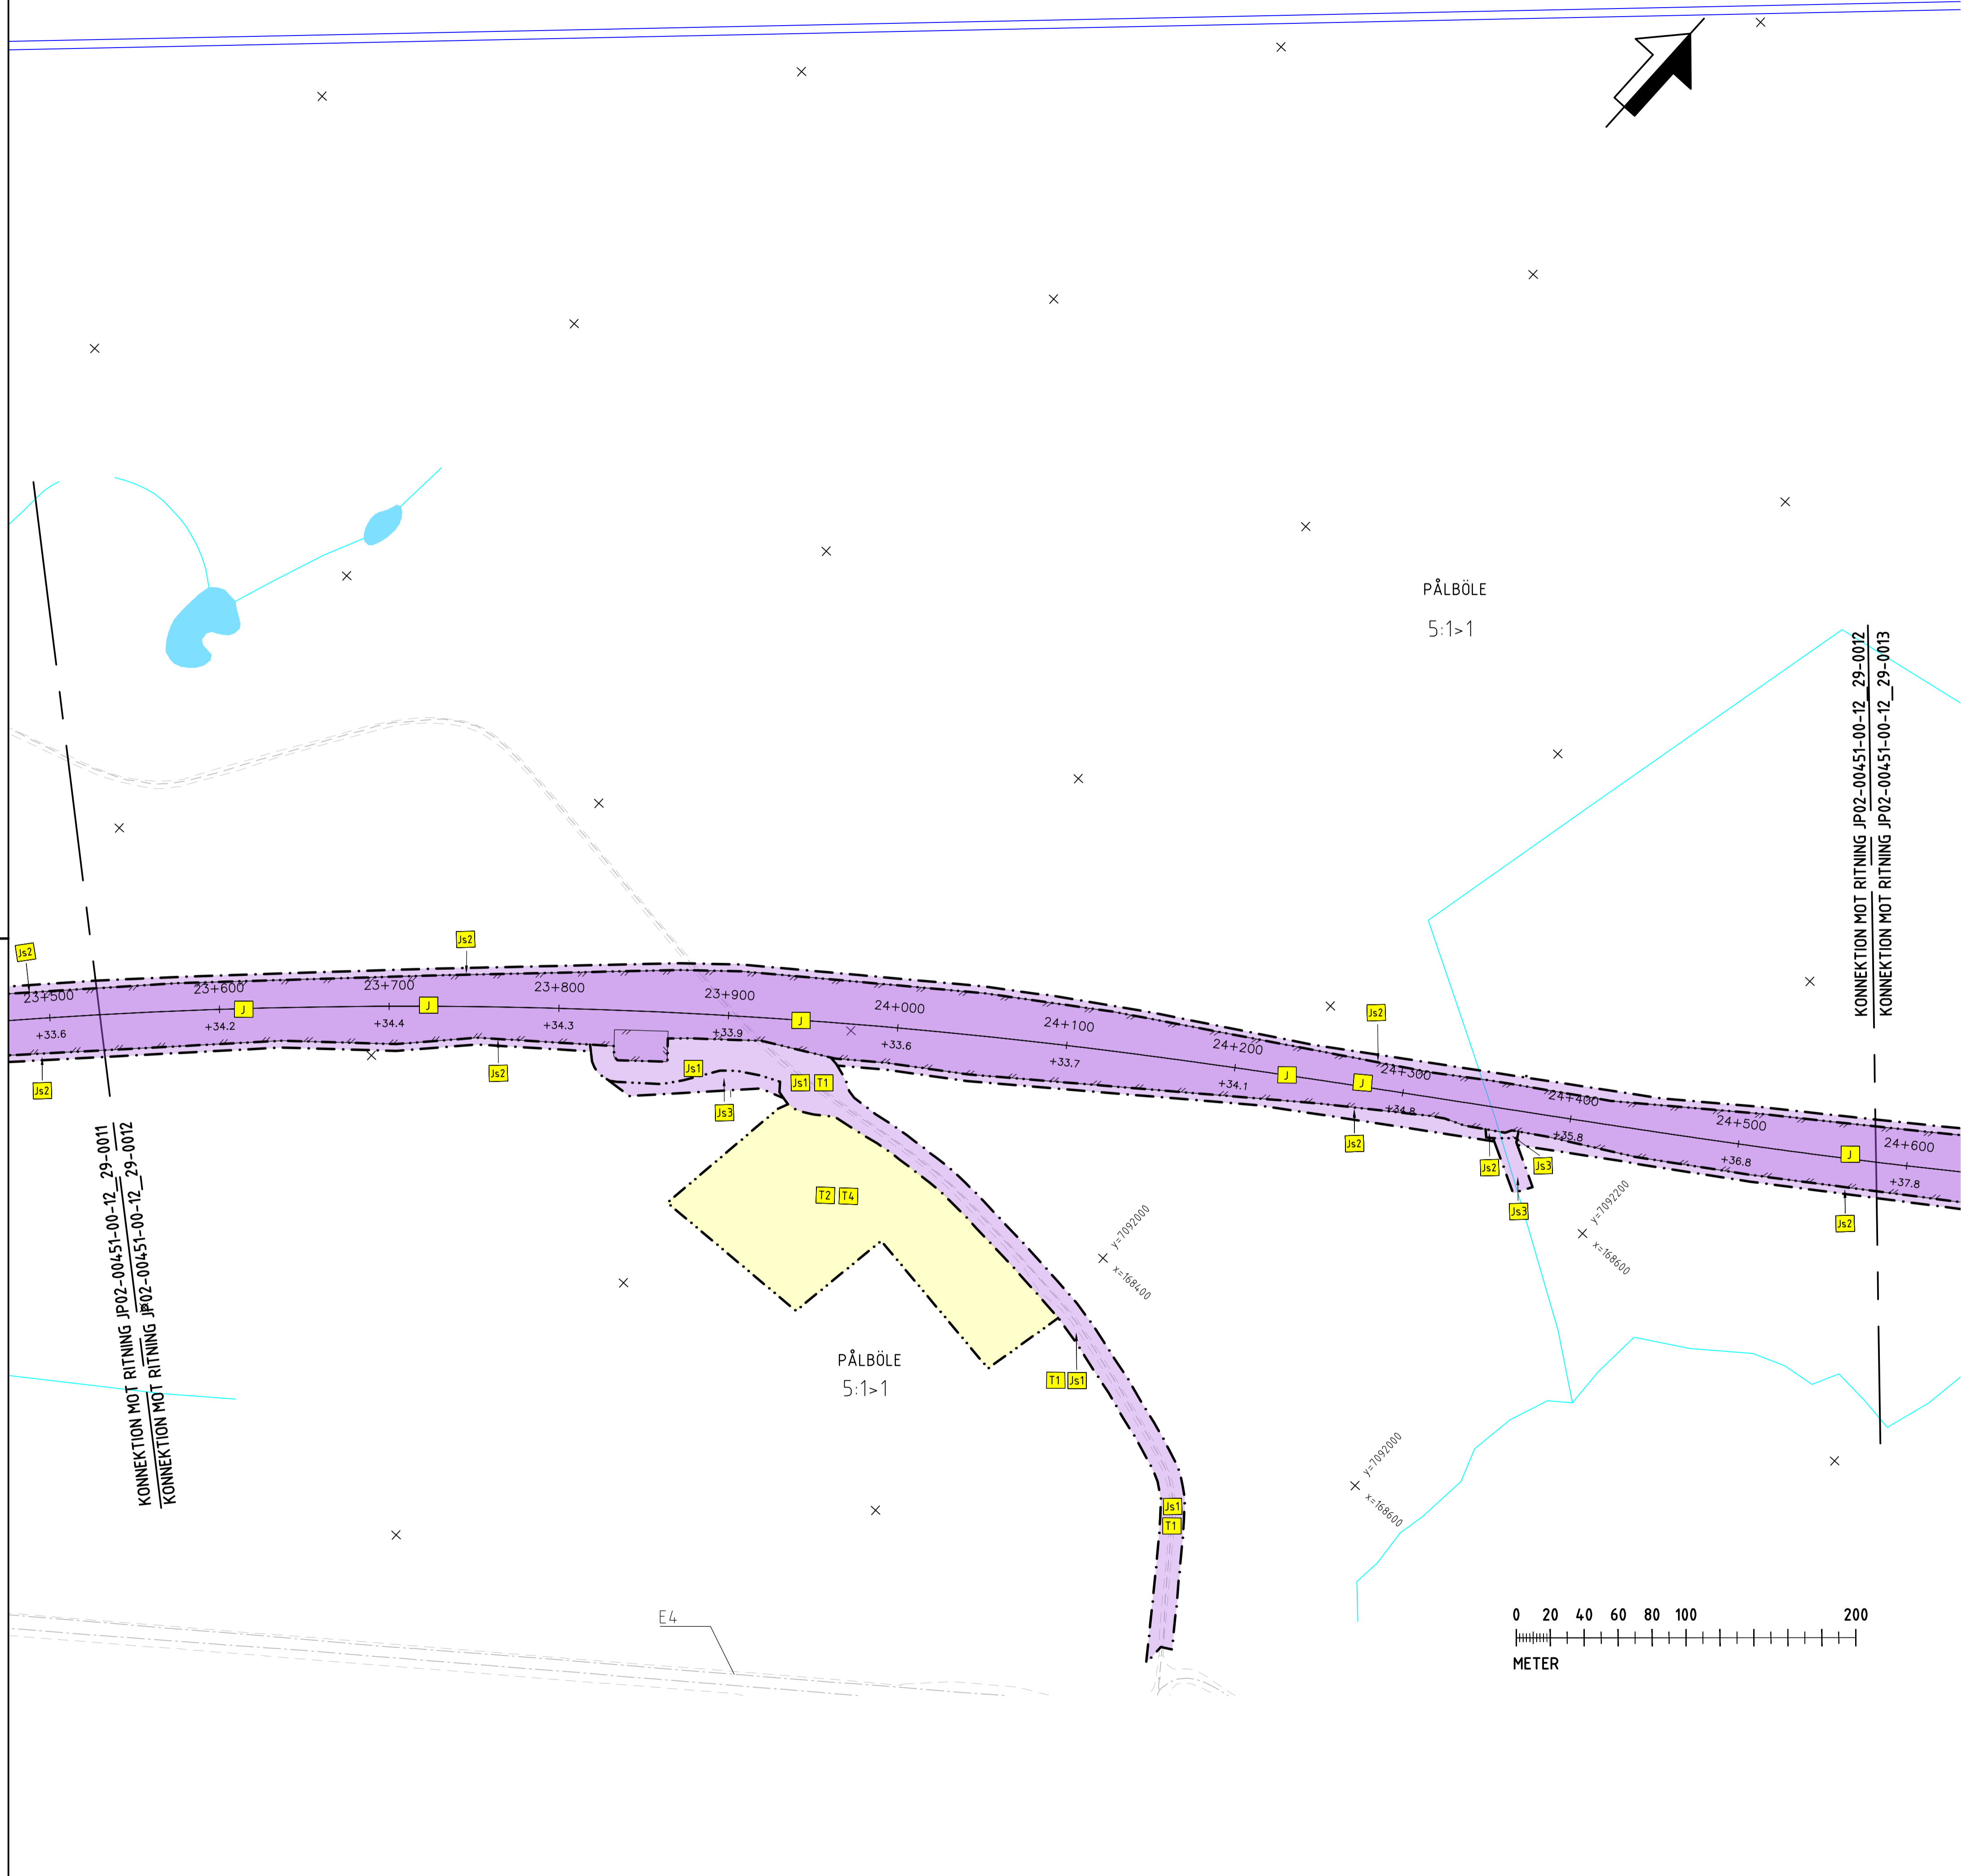 PÅLBÖLE
5:1>1
KONNEKTION MOT RITNING JP02-00451-00-12_29-0012
KONNEKTION MOT RITNING JP02-00451-00-12_29-0013
Js2
Js2
Js2
23+500
23+600
23+700
23+800
23+900
24+000
24+100
24+200
24+300
24+400
24+500
24+600
J
J
J
J
J
J
+33.6
+34.2
+34.4
+34.3
+33.9
+33.6
+33.7
+34.1
+34.8
+35.8
+36.8
+37.8
Js2
Js2
Js1
Js1
T1
Js3
Js2
Js2
Js3
Js3
Js2
T2
T4
y=7092000
x=168400
y=7092200
x=168600
KONNEKTION MOT RITNING JP02-00451-00-12_29-0011
KONNEKTION MOT RITNING JP02-00451-00-12_29-0012
PÅLBÖLE
5:1>1
T1
Js1
y=7092000
x=168600
Js1
T1
E4
0 20 40 60 80 100 200
METER